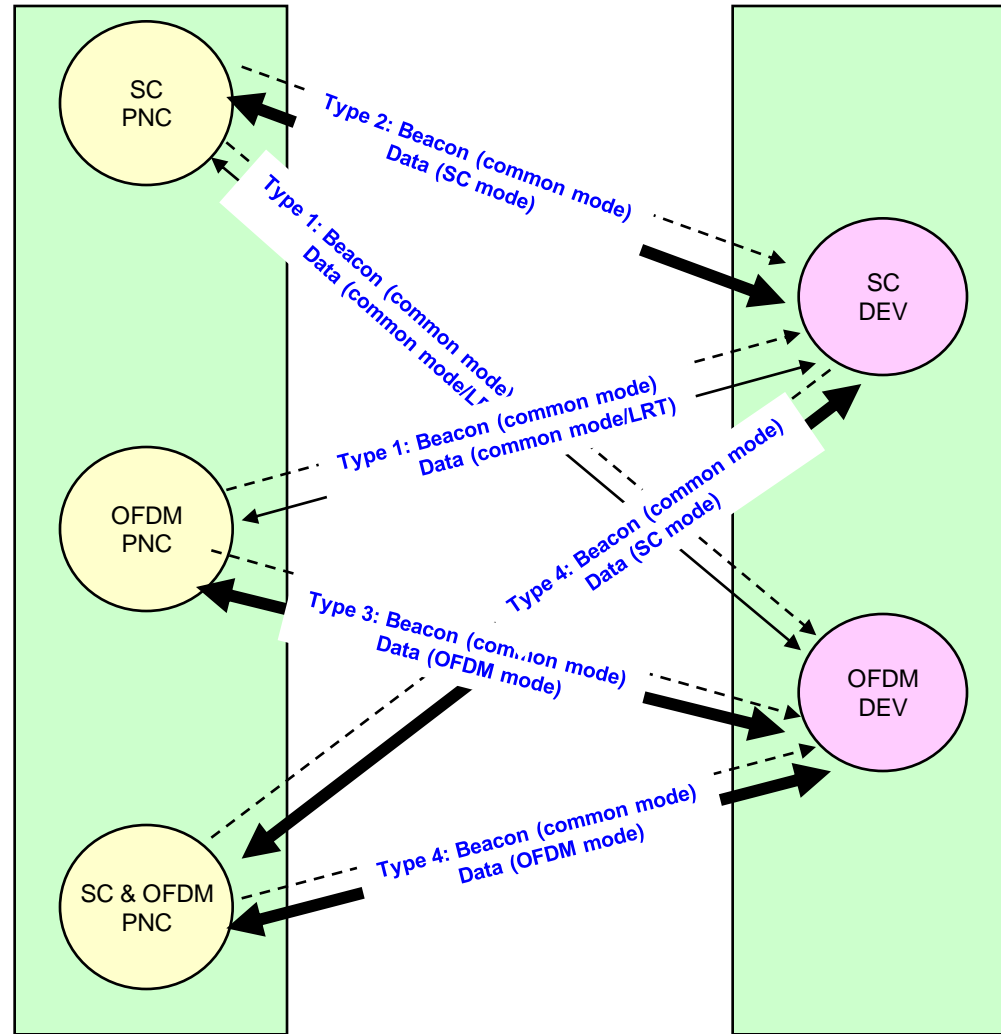 SC
PNC
Type 2: Beacon (common mode)
Data (SC mode)
Type 1: Beacon (common mode)
Data (common mode/LR
SC
DEV
Type 1: Beacon (common mode)
Data (common mode/LRT)
OFDM
PNC
Type 4: Beacon (common mode)
Data (SC mode)
Type 3: Beacon (common mode)
Data (OFDM mode)
OFDM
DEV
Type 4: Beacon (common mode)
Data (OFDM mode)
SC & OFDM
PNC